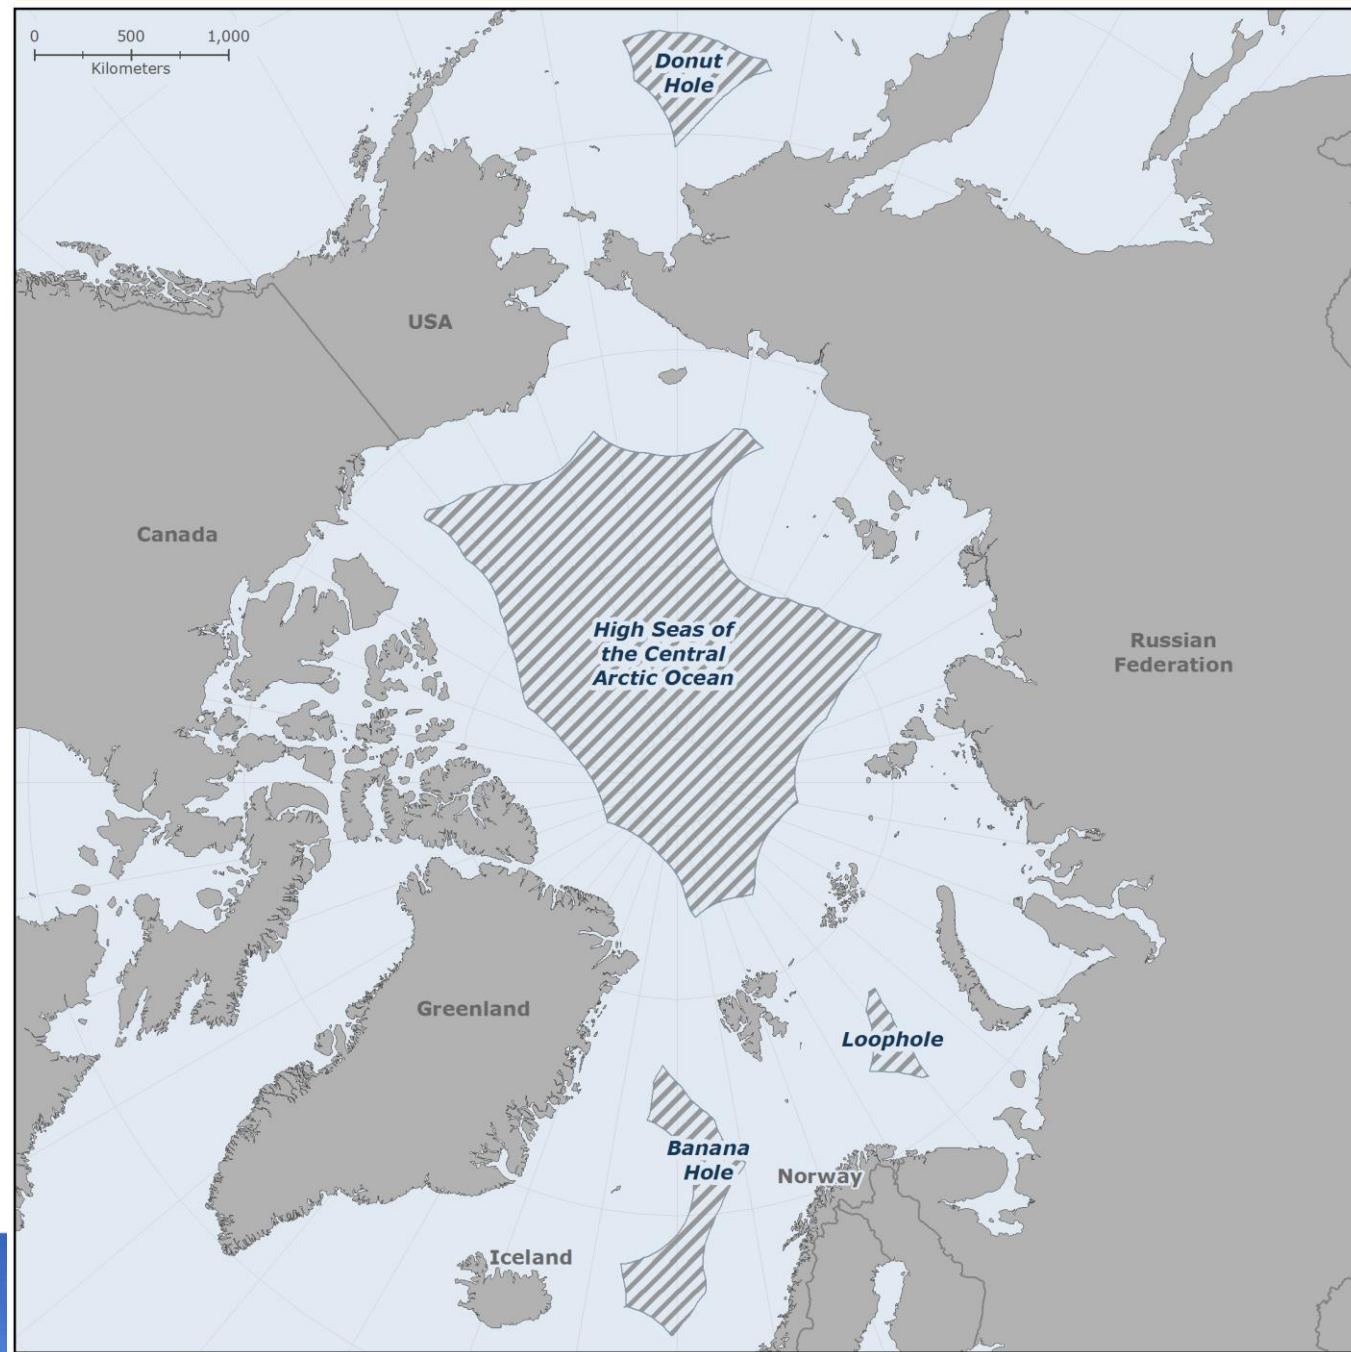 0 500 1,000
Kilometers
Donut
Hole
USA
Canada
High Seas of
the Central
Arctic Ocean
Russian
Federation
Greenland
Loophole
Banana
Hole
Norway
Iceland